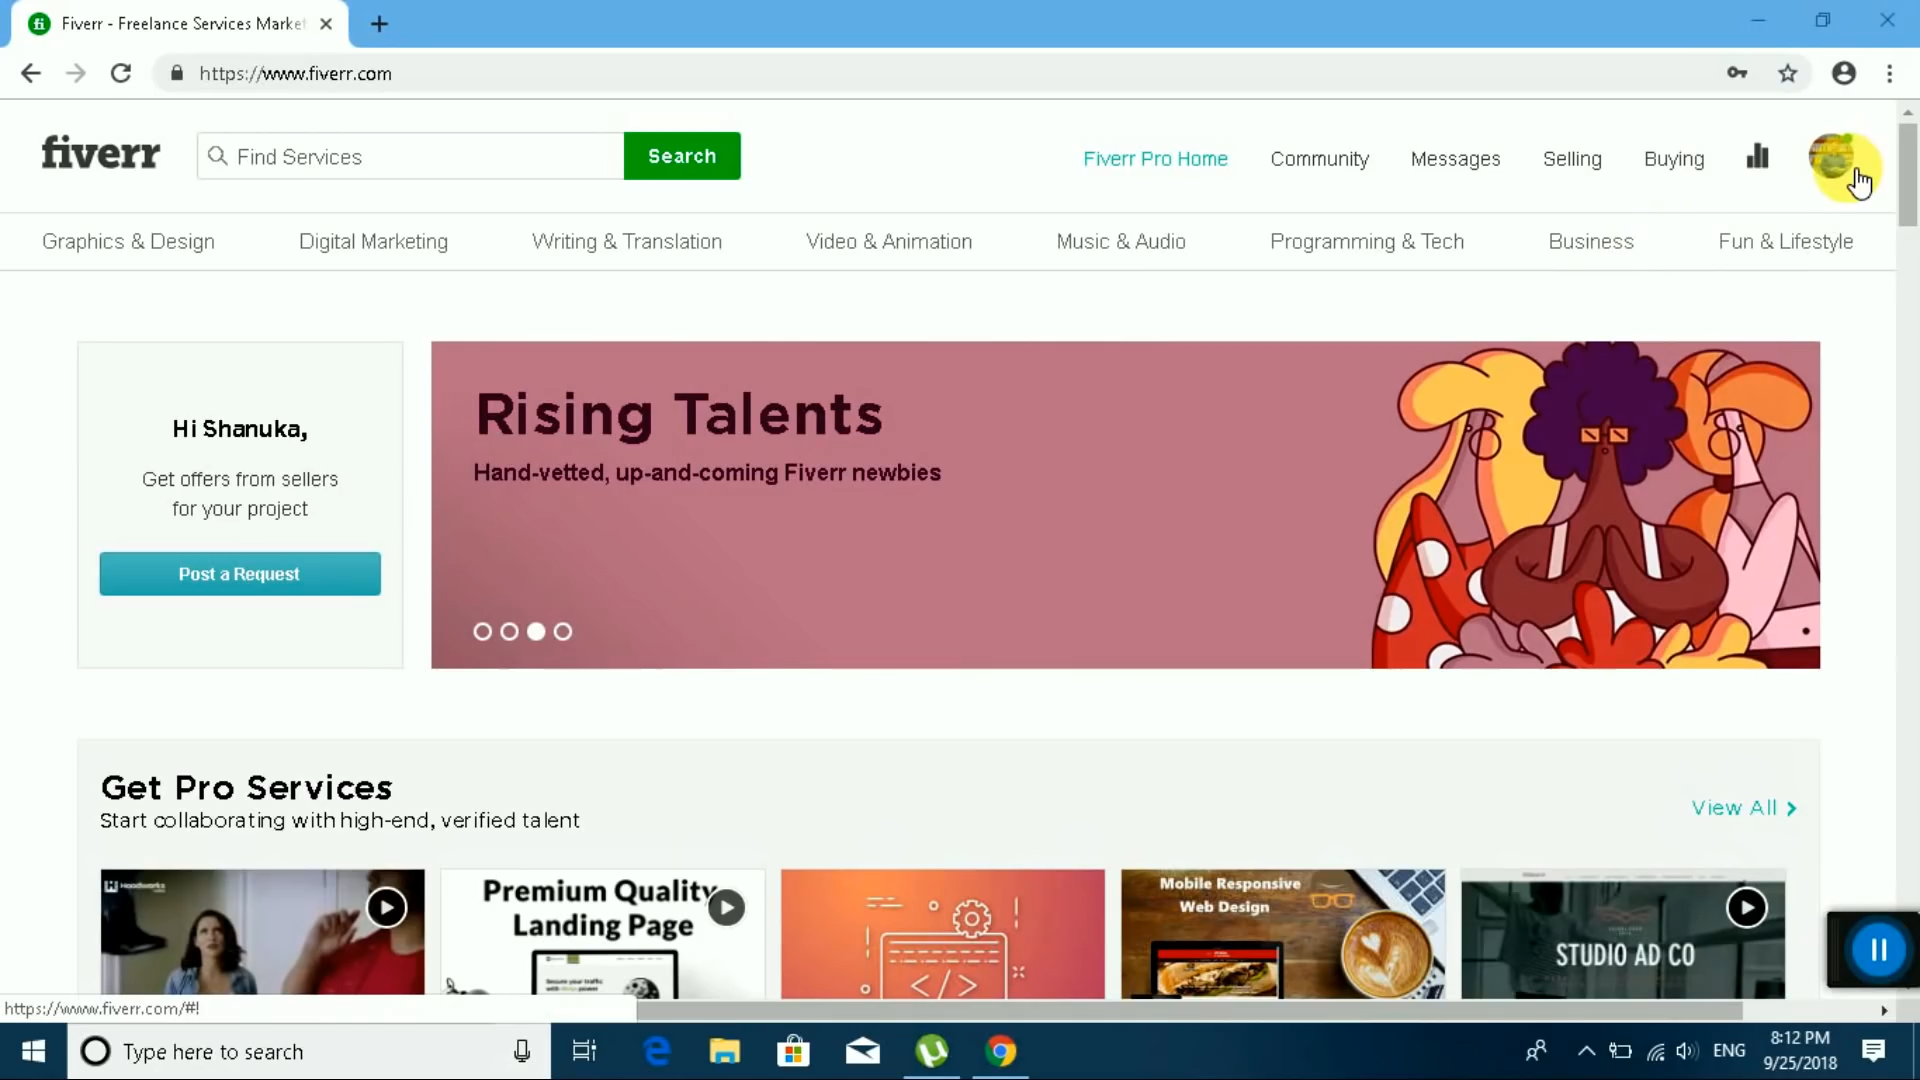 Fiverr - Freelance Services Market
https://www.fiverr.com
fiverr
Find Services
Search
Fiverr Pro Home
Community
Messages
Selling
Buying
Graphics & Design
Digital Marketing
Writing & Translation
Video & Animation
Music & Audio
Programming & Tech
Business
Fun & Lifestyle
Hi Shanuka,
Get offers from sellers
for your project
Post a Request
Rising Talents
Hand-vetted, up-and-coming Fiverr newbies
Get Pro Services
Start collaborating with high-end, verified talent
View All
Premium Quality
Landing Page
Secure your traffic
Mobile Responsive
Web Design
STUDIO AD CO
https://www.fiverr.com/#!
Type here to search
ENG
8:12 PM
9/25/2018